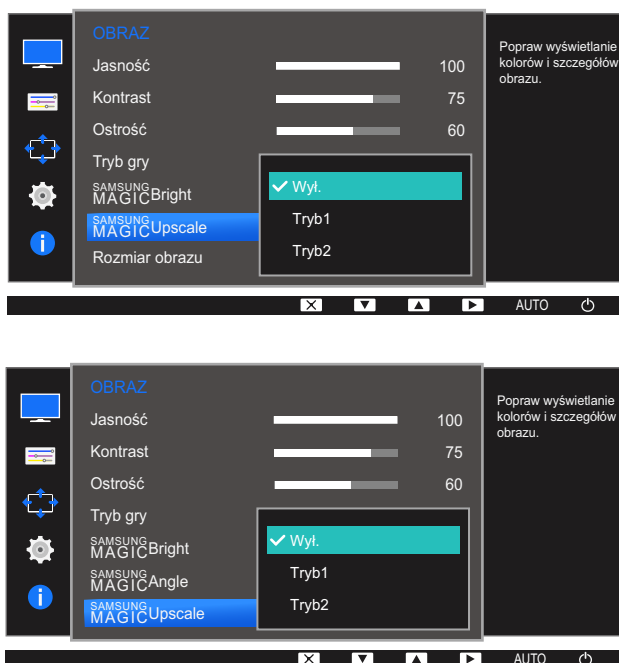 OBRAZ
Jasność 100
Kontrast 75
Ostrość 60
Tryb gry
SAMSUNG MAGIC Bright
SAMSUNG MAGIC Upscale
Rozmiar obrazu
Wył.
Tryb1
Tryb2
Popraw wyświetlanie
kolorów i szczegółów
obrazu.
AUTO
OBRAZ
Jasność 100
Kontrast 75
Ostrość 60
Tryb gry
SAMSUNG MAGIC Bright
SAMSUNG MAGIC Angle
SAMSUNG MAGIC Upscale
Wył.
Tryb1
Tryb2
Popraw wyświetlanie
kolorów i szczegółów
obrazu.
AUTO